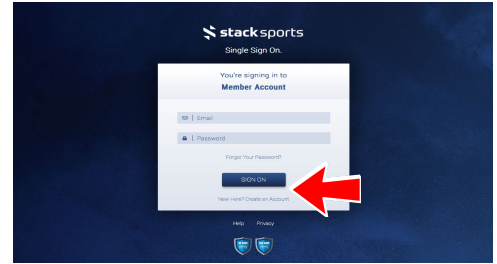 stacksports
Single Sign On.
You're signing in to
Member Account
Email
Password
Forgot Your Password?
SIGN ON
New Here? Create an Account
Help Privacy